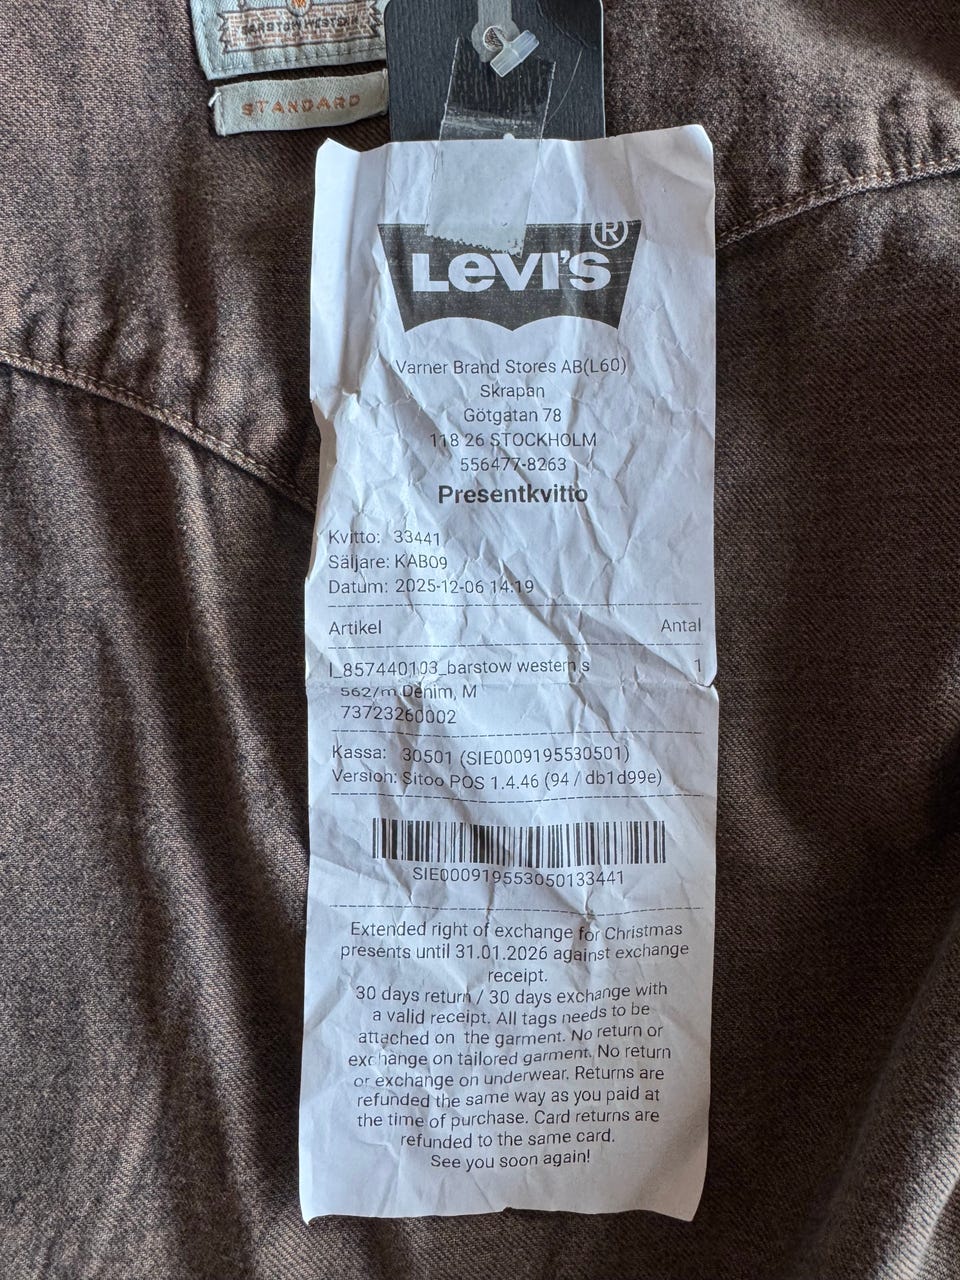 BARSTOW WESTERN
STANDARD
LEVI'S®
Varner Brand Stores AB(L60)
Skrapan
Götgatan 78
118 26 STOCKHOLM
556477-8263
Presentkvitto
Kvitto: 33441
Säljare: KAB09
Datum: 2025-12-06 14:19
Artikel Antal
l_857440103_barstow western s 1
562/m Denim, M
73723260002
Kassa: 30501 (SIE0009195530501)
Version: Sitoo POS 1.4.46 (94 / db1d99e)
SIE000919553050133441
Extended right of exchange for Christmas
presents until 31.01.2026 against exchange
receipt.
30 days return / 30 days exchange with
a valid receipt. All tags needs to be
attached on the garment. No return or
exchange on tailored garment. No return
or exchange on underwear. Returns are
refunded the same way as you paid at
the time of purchase. Card returns are
refunded to the same card.
See you soon again!